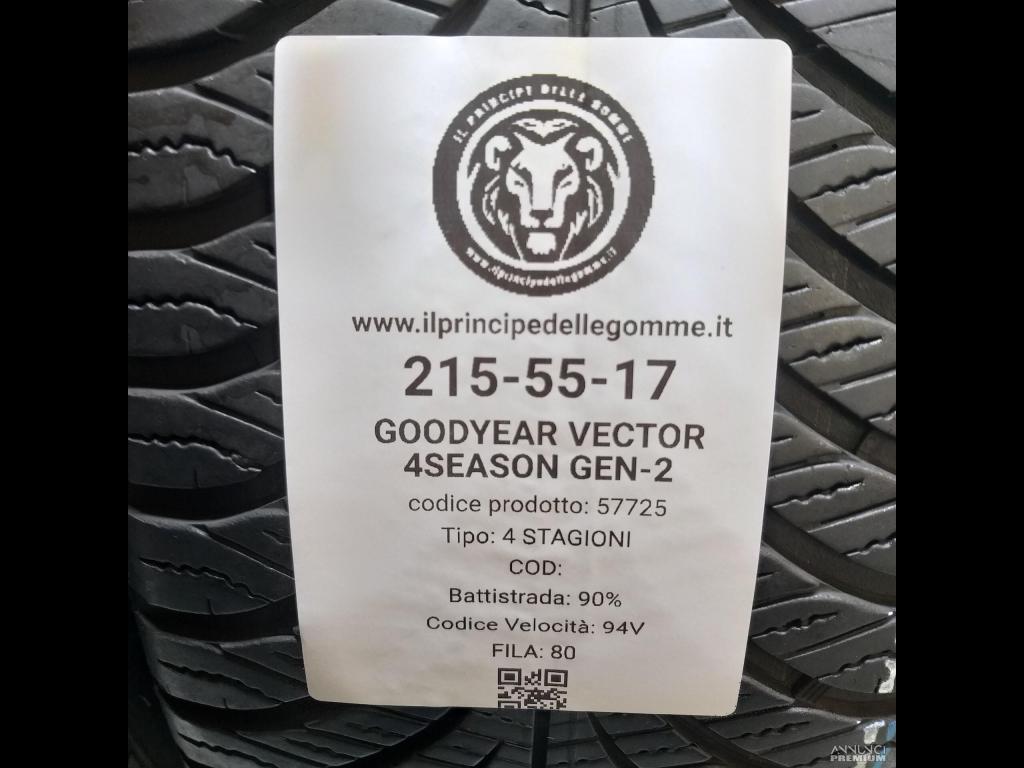 IL PRINCIPE DELLE GOMME
www.ilprincipedellegomme.it
www.ilprincipedellegomme.it
215-55-17
GOODYEAR VECTOR
4SEASON GEN-2
codice prodotto: 57725
Tipo: 4 STAGIONI
COD:
Battistrada: 90%
Codice Velocità: 94V
FILA: 80
ANNUNCI
PREMIUM